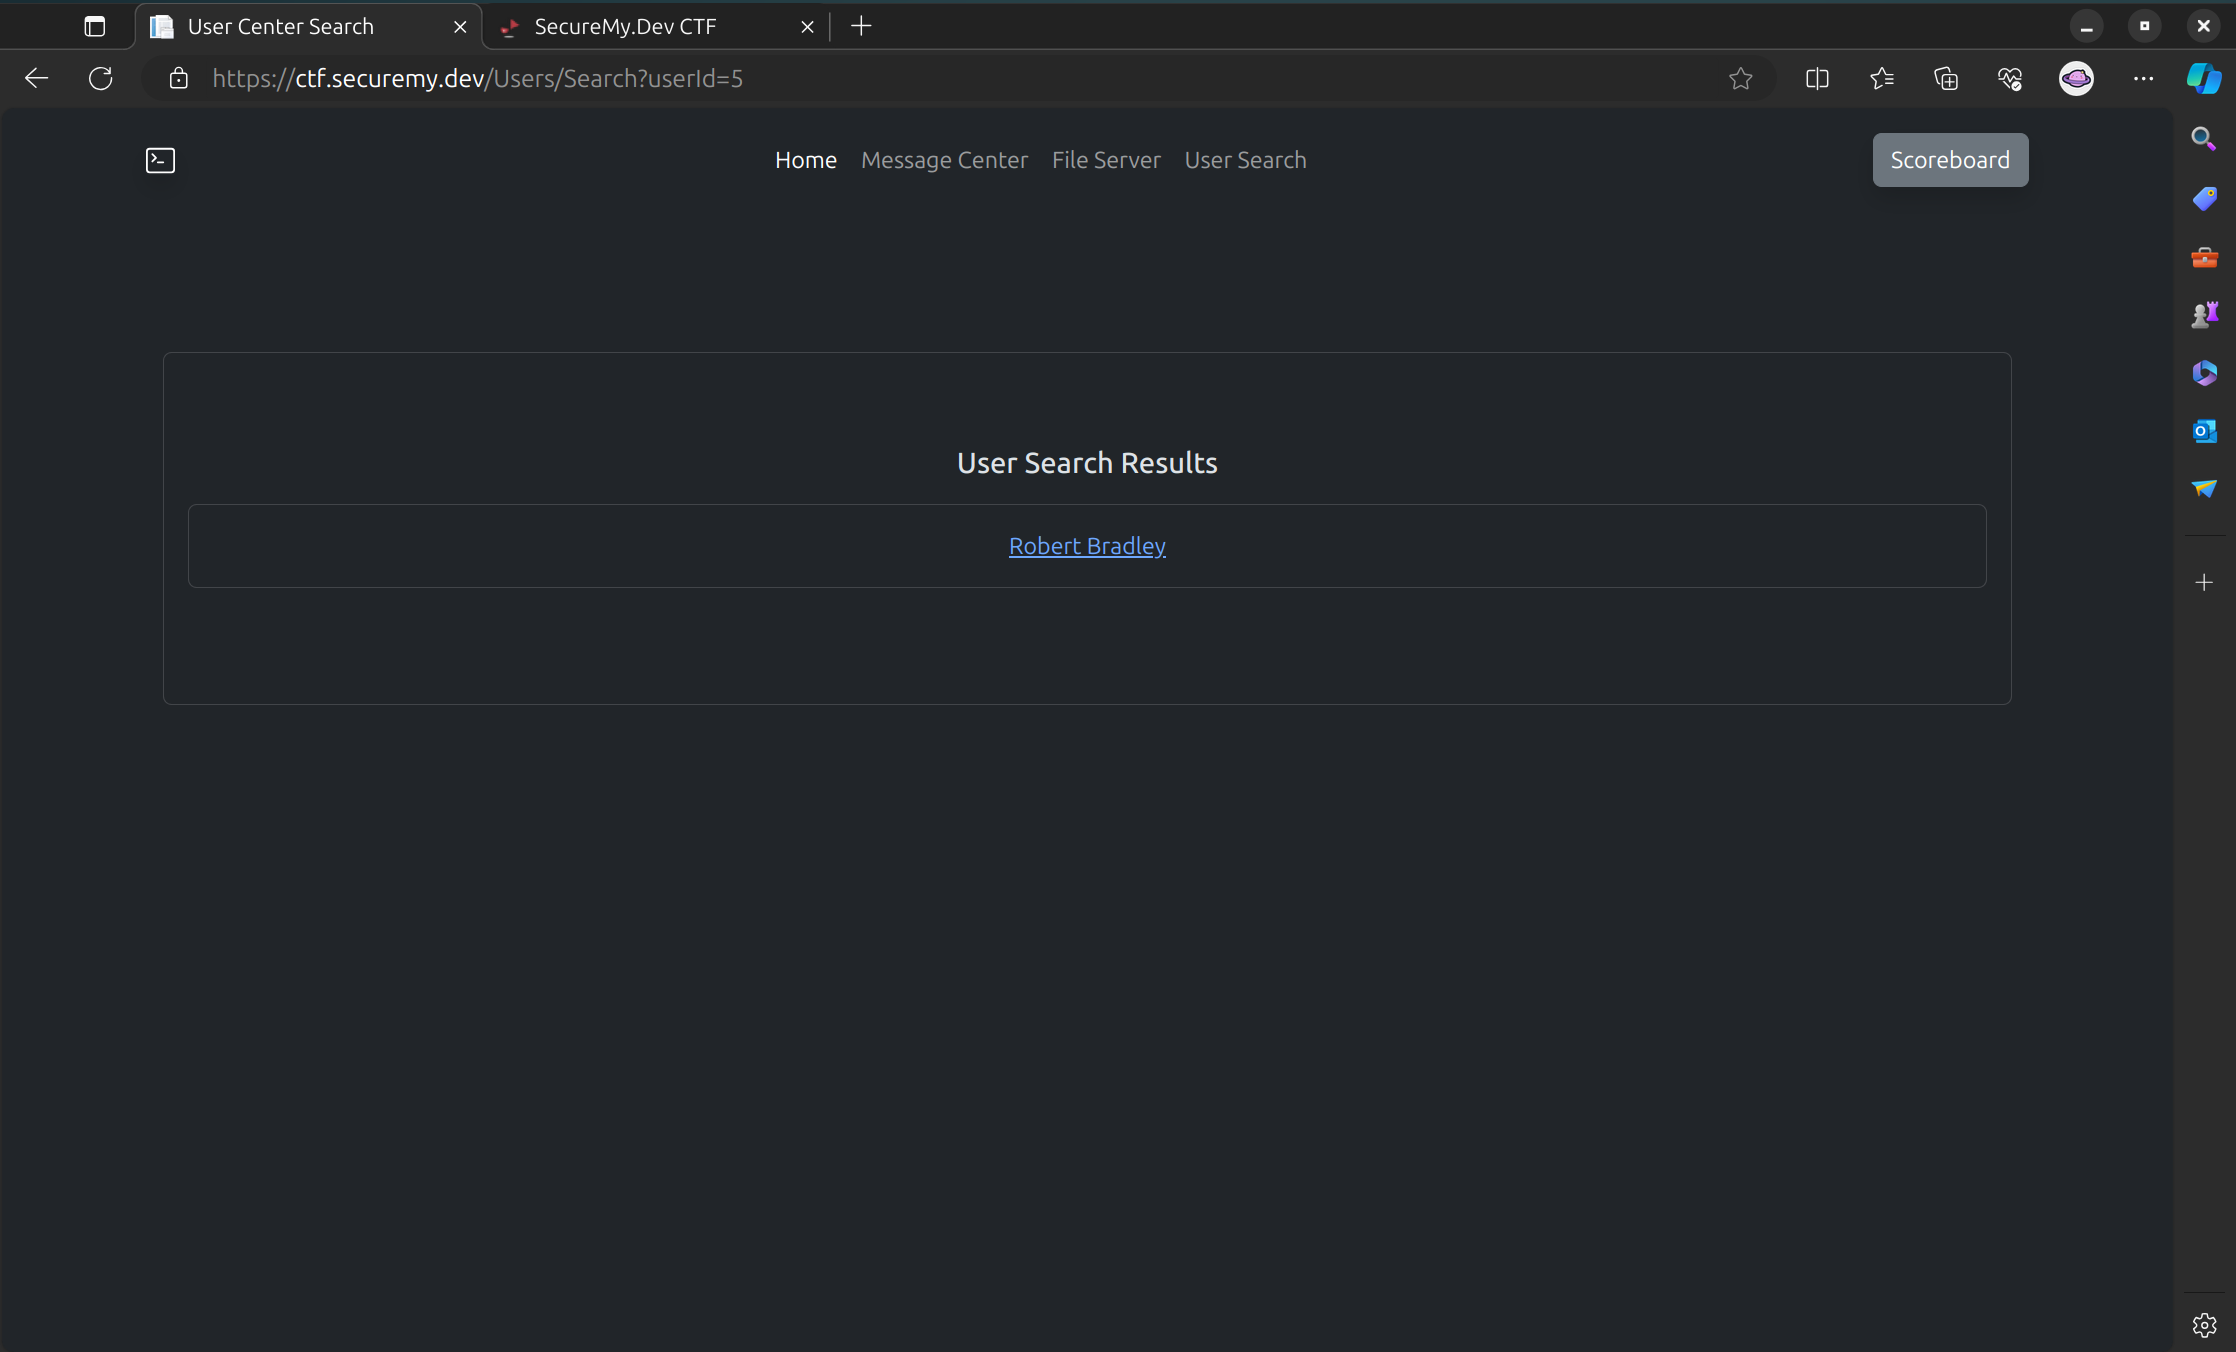 User Center Search
SecureMy.Dev CTF
https://ctf.securemy.dev/Users/Search?userId=5
Home Message Center File Server User Search
Scoreboard
User Search Results
Robert Bradley